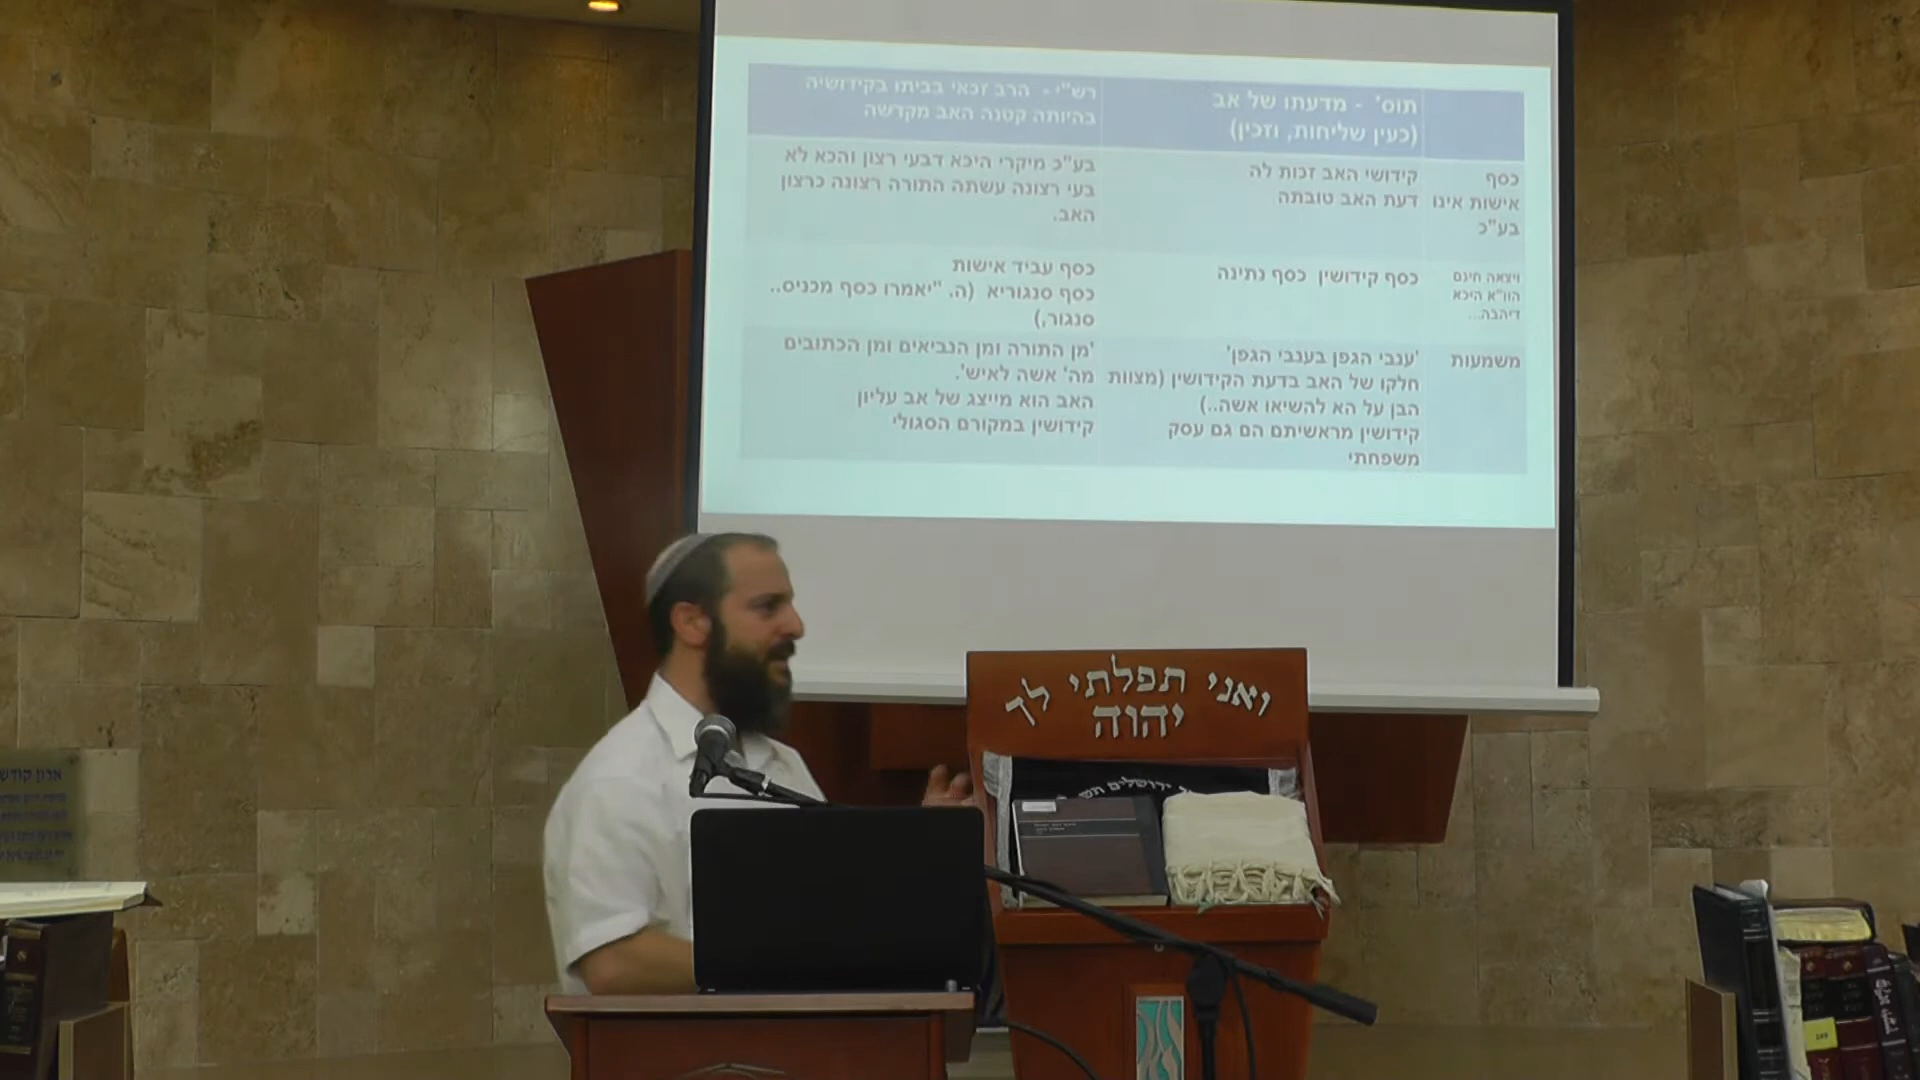 תוס' - מדעתו של אב
(כעין שליחות, וזכין)
רש"י - הרב זכאי בביתו בקידושיה
בהיותה קטנה האב מקדשה
כסף
אישות אינו
בע"כ
קידושי האב זכות לה
דעת האב טובתה
בע"כ מיקרי היכא דבעי רצון והכא לא
בעי רצונה עשתה התורה רצונה כרצון
האב.
ויצאה חינם
הוו"א היכא
דיהבה...
כסף קידושין כסף נתינה
כסף עביד אישות
כסף סנגוריא (ה. "יאמרו כסף מכניס..
סנגור.)
משמעות
'ענבי הגפן בענבי הגפן'
חלקו של האב בדעת הקידושין (מצוות
הבן על הא להשיאו אשה..)
קידושין מראשיתם הם גם עסק
משפחתי
'מן התורה ומן הנביאים ומן הכתובים
מה' אשה לאיש'.
האב הוא מייצג של אב עליון
קידושין במקורם הסגולי
ואני תפלתי לך
יהוה
ירושלים
ארון קודש